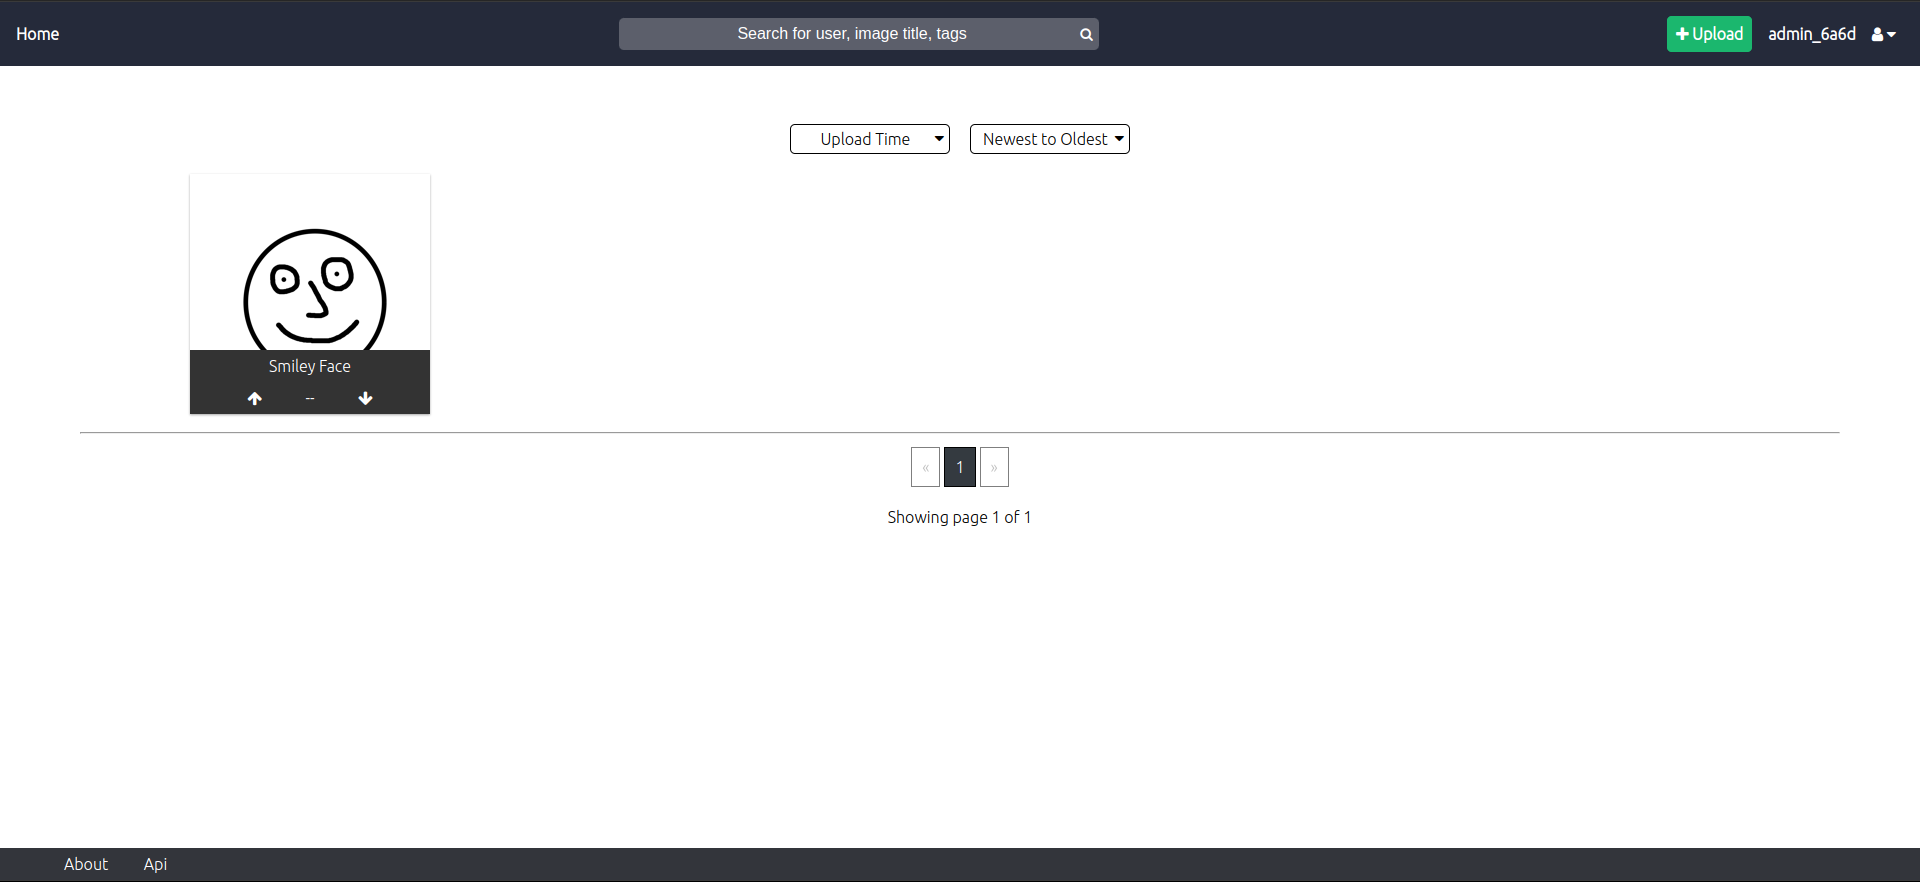 Home
Search for user, image title, tags
Upload
admin_6a6d
Upload Time
Newest to Oldest
Smiley Face
--
« 1 »
Showing page 1 of 1
About Api